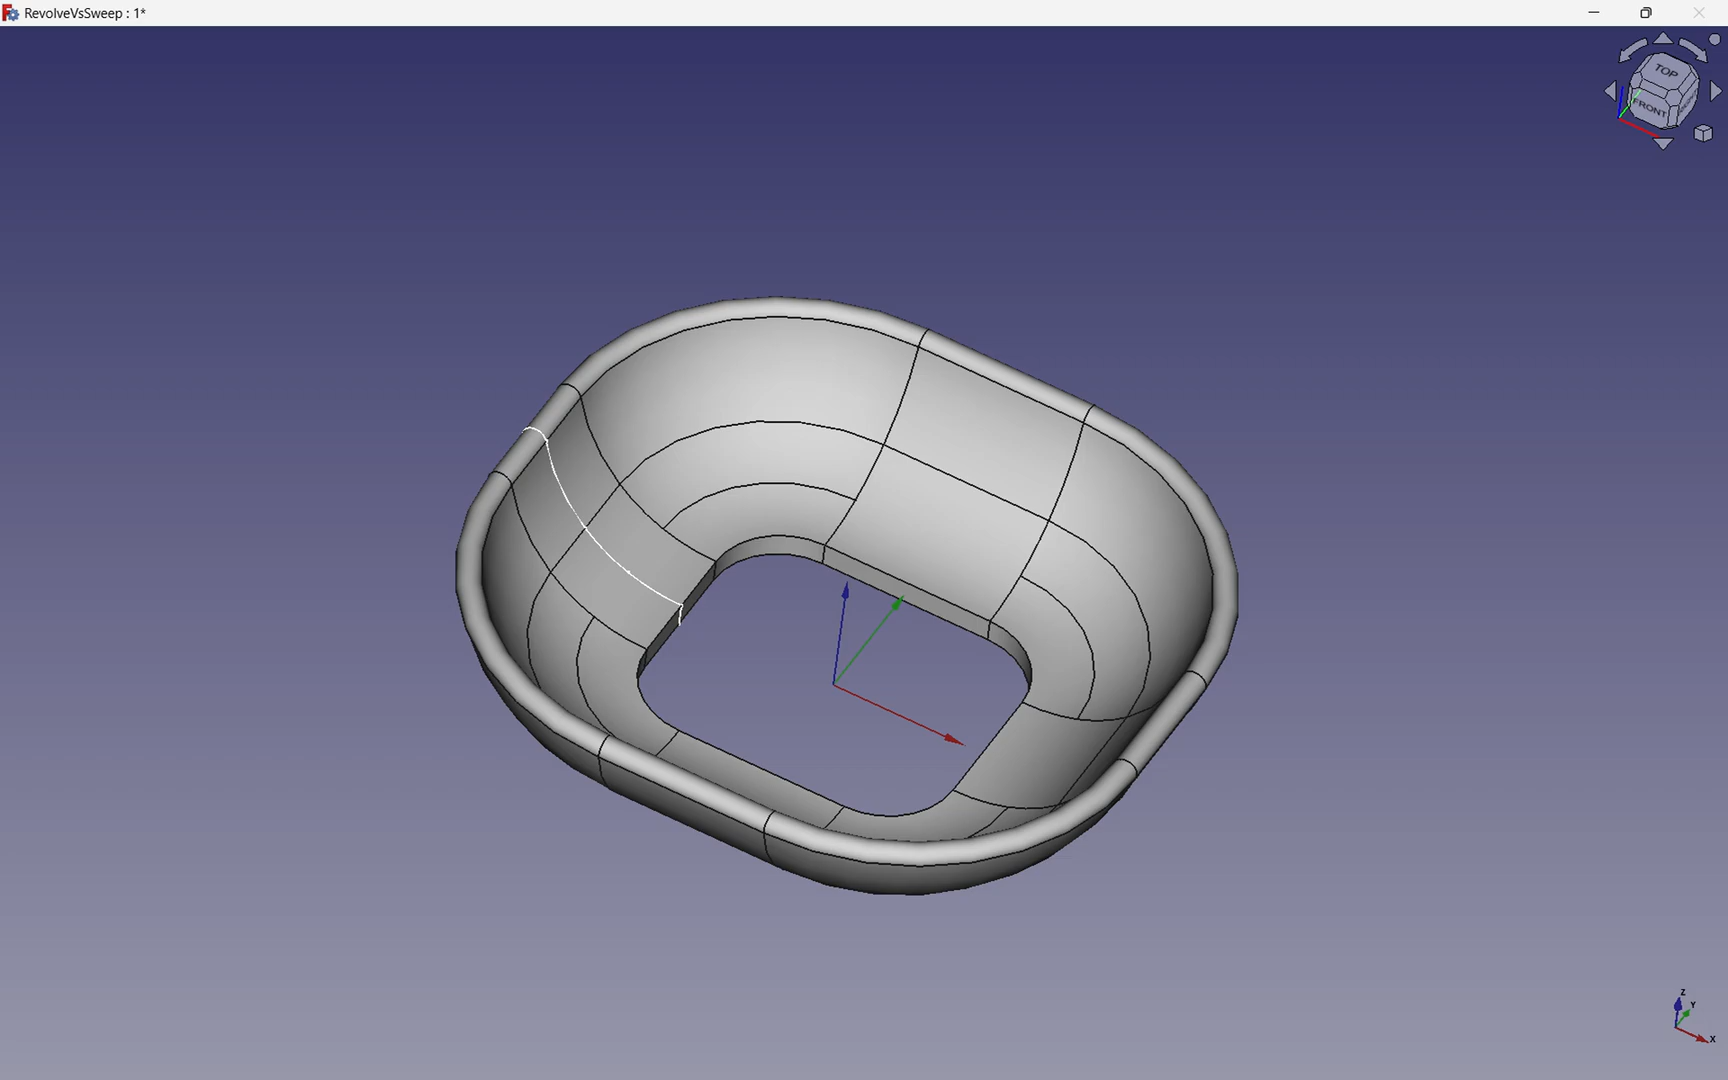 RevolveVsSweep : 1*
TOP
FRONT
Z
Y
X